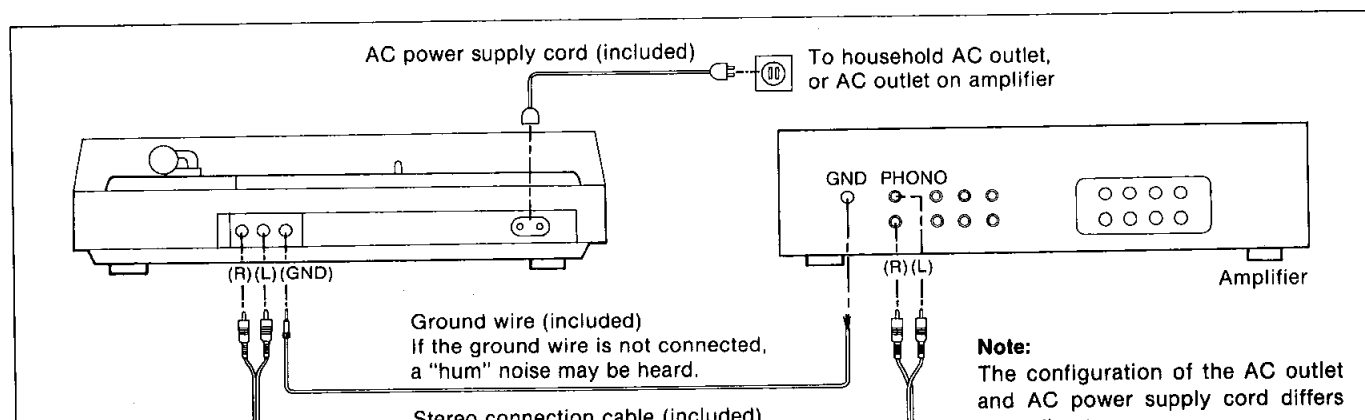 AC power supply cord (included)
To household AC outlet,
or AC outlet on amplifier
GND PHONO
(R) (L) (GND)
(R) (L)
Amplifier
Ground wire (included)
If the ground wire is not connected,
a "hum" noise may be heard.
Note:
The configuration of the AC outlet
and AC power supply cord differs
Stereo connection cable (included)